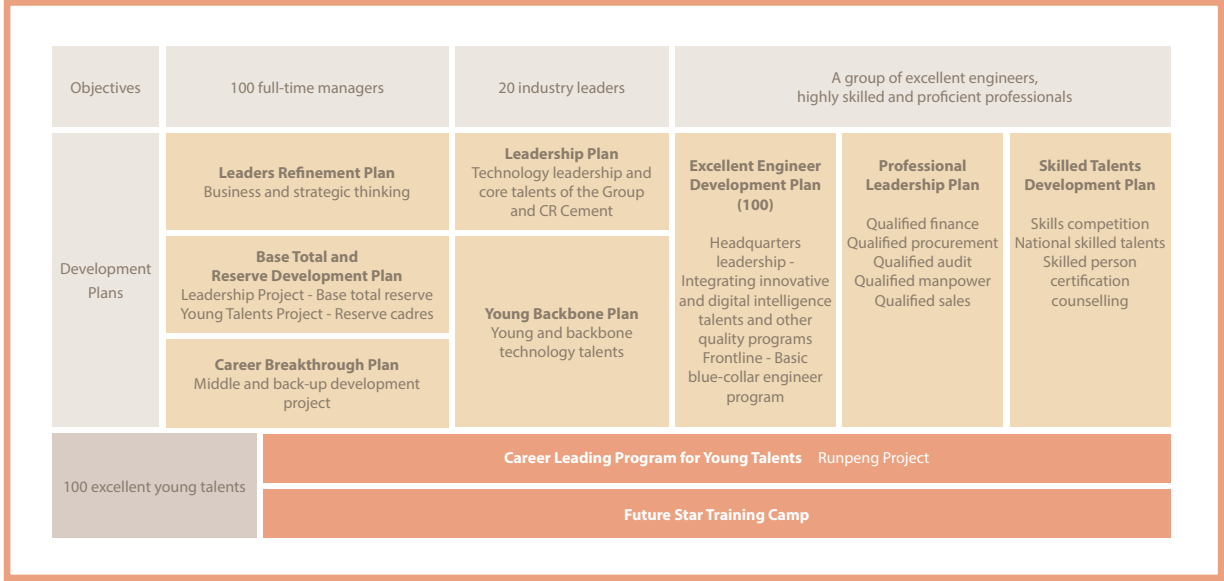 Objectives
100 full-time managers
20 industry leaders
A group of excellent engineers,
highly skilled and proficient professionals
Development
Plans
Leaders Refinement Plan
Business and strategic thinking
Base Total and
Reserve Development Plan
Leadership Project - Base total reserve
Young Talents Project - Reserve cadres
Career Breakthrough Plan
Middle and back-up development
project
Leadership Plan
Technology leadership and
core talents of the Group
and CR Cement
Young Backbone Plan
Young and backbone
technology talents
Excellent Engineer
Development Plan
(100)
Headquarters
leadership -
Integrating innovative
and digital intelligence
talents and other
quality programs
Frontline - Basic
blue-collar engineer
program
Professional
Leadership Plan
Qualified finance
Qualified procurement
Qualified audit
Qualified manpower
Qualified sales
Skilled Talents
Development Plan
Skills competition
National skilled talents
Skilled person
certification
counselling
100 excellent young talents
Career Leading Program for Young Talents Runpeng Project
Future Star Training Camp